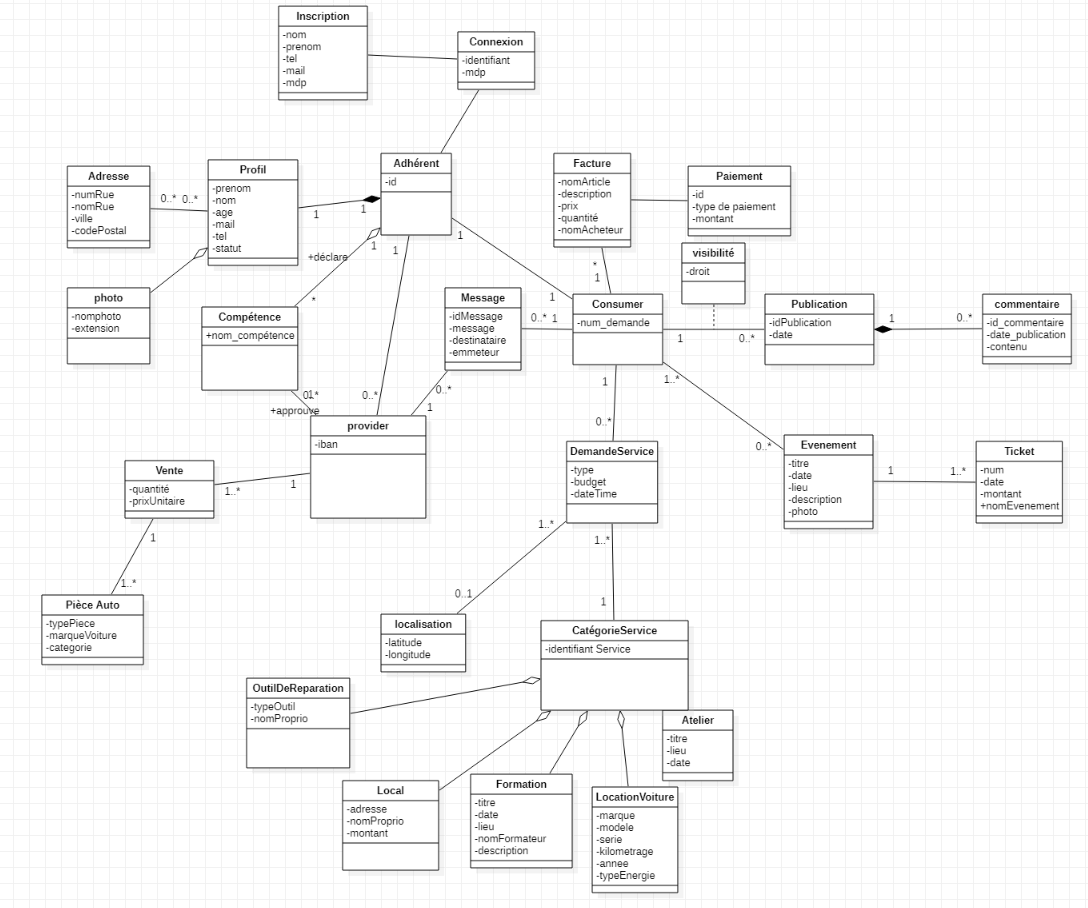 Inscription
-nom
-prenom
-tel
-mail
-mdp
Connexion
-identifiant
-mdp
Adresse
-numRue
-nomRue
-ville
-codePostal
0..*
0..*
Profil
-prenom
-nom
-age
-mail
-tel
-statut
1
1
Adhérent
-id
1
1
1
+déclare
*
Facture
-nomArticle
-description
-prix
-quantité
-nomAcheteur
Paiement
-id
-type de paiement
-montant
*
1
1
visibilité
-droit
photo
-nomphoto
-extension
Compétence
+nom_compétence
Message
-idMessage
-message
-destinataire
-emmeteur
0..*
1
Consumer
-num_demande
1
0..*
Publication
-idPublication
-date
1
0..*
commentaire
-id_commentaire
-date_publication
-contenu
1
0..*
+approuve
0..*
0..*
1
1..*
0..*
1
0..*
provider
-iban
Vente
-quantité
-prixUnitaire
1..*
1
DemandeService
-type
-budget
-dateTime
Evenement
-titre
-date
-lieu
-description
-photo
1
1..*
Ticket
-num
-date
-montant
+nomEvenement
1
1..*
1..*
1..*
0..1
1
Pièce Auto
-typePiece
-marqueVoiture
-categorie
localisation
-latitude
-longitude
CatégorieService
-identifiant Service
OutilDeReparation
-typeOutil
-nomProprio
Atelier
-titre
-lieu
-date
Local
-adresse
-nomProprio
-montant
Formation
-titre
-date
-lieu
-nomFormateur
-description
LocationVoiture
-marque
-modele
-serie
-kilometrage
-annee
-typeEnergie